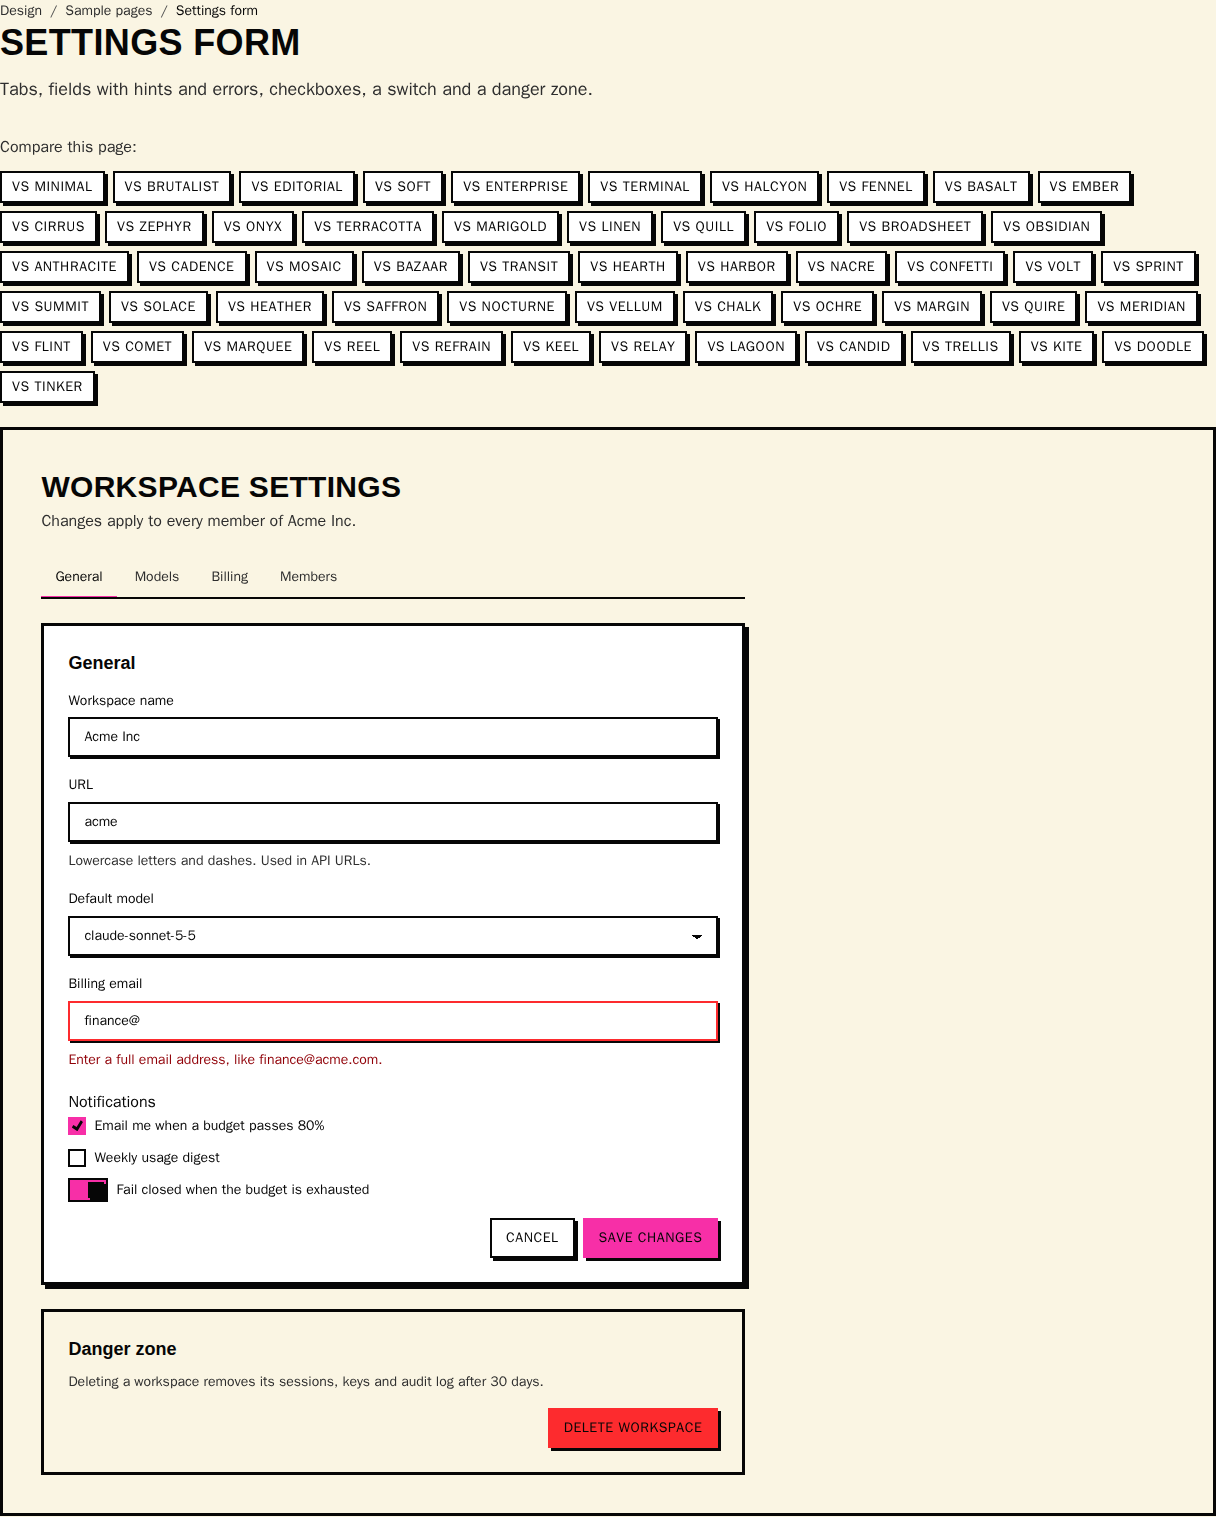 Design / Sample pages / Settings form
SETTINGS FORM
Tabs, fields with hints and errors, checkboxes, a switch and a danger zone.
Compare this page:
VS MINIMAL VS BRUTALIST VS EDITORIAL VS SOFT VS ENTERPRISE VS TERMINAL VS HALCYON VS FENNEL VS BASALT VS EMBER
VS CIRRUS VS ZEPHYR VS ONYX VS TERRACOTTA VS MARIGOLD VS LINEN VS QUILL VS FOLIO VS BROADSHEET VS OBSIDIAN
VS ANTHRACITE VS CADENCE VS MOSAIC VS BAZAAR VS TRANSIT VS HEARTH VS HARBOR VS NACRE VS CONFETTI VS VOLT VS SPRINT
VS SUMMIT VS SOLACE VS HEATHER VS SAFFRON VS NOCTURNE VS VELLUM VS CHALK VS OCHRE VS MARGIN VS QUIRE VS MERIDIAN
VS FLINT VS COMET VS MARQUEE VS REEL VS REFRAIN VS KEEL VS RELAY VS LAGOON VS CANDID VS TRELLIS VS KITE VS DOODLE
VS TINKER
WORKSPACE SETTINGS
Changes apply to every member of Acme Inc.
General Models Billing Members
General
Workspace name
Acme Inc
URL
acme
Lowercase letters and dashes. Used in API URLs.
Default model
claude-sonnet-5-5
Billing email
finance@
Enter a full email address, like finance@acme.com.
Notifications
Email me when a budget passes 80%
Weekly usage digest
Fail closed when the budget is exhausted
CANCEL SAVE CHANGES
Danger zone
Deleting a workspace removes its sessions, keys and audit log after 30 days.
DELETE WORKSPACE